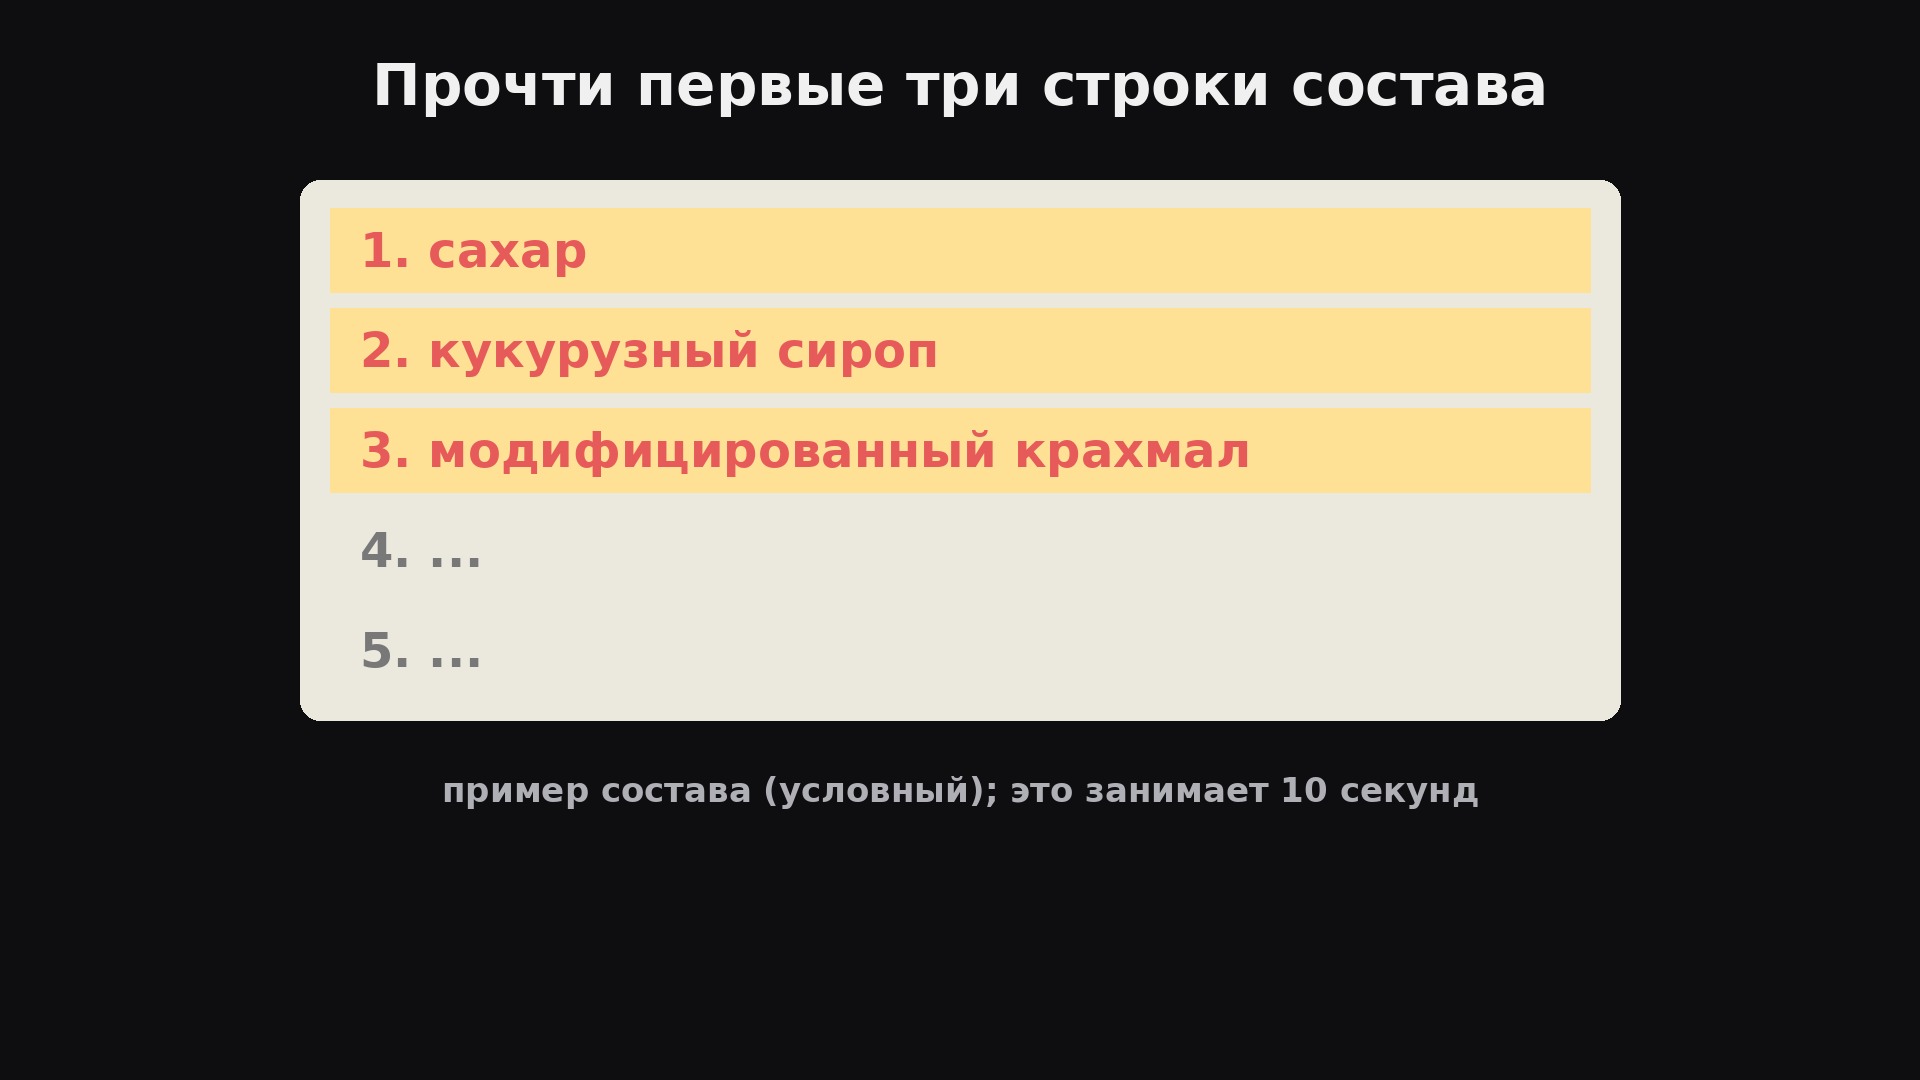 Прочти первые три строки состава
1. сахар
2. кукурузный сироп
3. модифицированный крахмал
4. ...
5. ...
пример состава (условный); это занимает 10 секунд